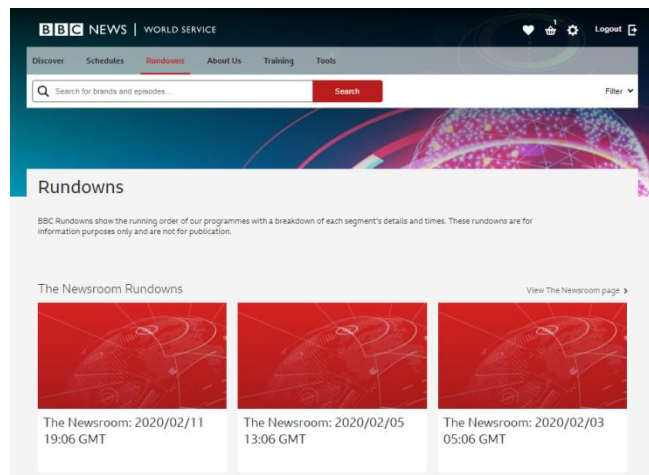 BBC NEWS | WORLD SERVICE
1
Logout
Discover Schedules Rundowns About Us Training Tools
Search for brands and episodes...
Search
Filter
Rundowns
BBC Rundowns show the running order of our programmes with a breakdown of each segment's details and times. These rundowns are for
information purposes only and are not for publication.
The Newsroom Rundowns
View The Newsroom page
The Newsroom: 2020/02/11
19:06 GMT
The Newsroom: 2020/02/05
13:06 GMT
The Newsroom: 2020/02/03
05:06 GMT